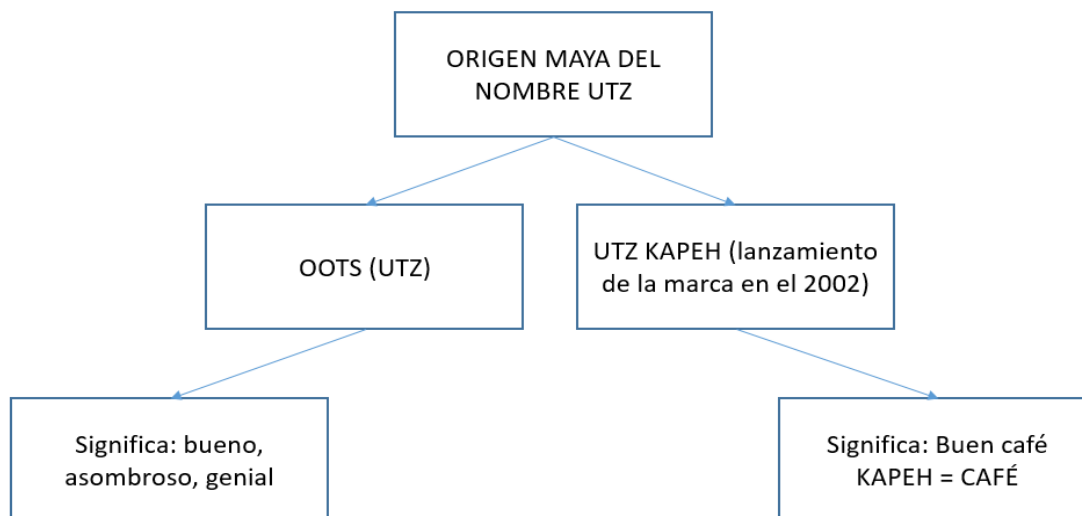 ORIGEN MAYA DEL
NOMBRE UTZ
OOTS (UTZ)
UTZ KAPEH (lanzamiento
de la marca en el 2002)
Significa: bueno,
asombroso, genial
Significa: Buen café
KAPEH = CAFÉ